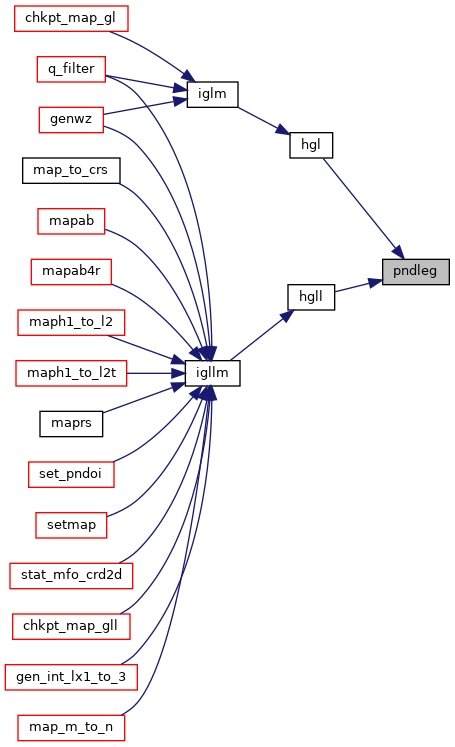 chkpt_map_gl
q_filter
iglm
genwz
hgl
map_to_crs
mapab
mapab4r
pndleg
hgll
maph1_to_l2
maph1_to_l2t
igllm
maprs
set_pndoi
setmap
stat_mfo_crd2d
chkpt_map_gll
gen_int_lx1_to_3
map_m_to_n